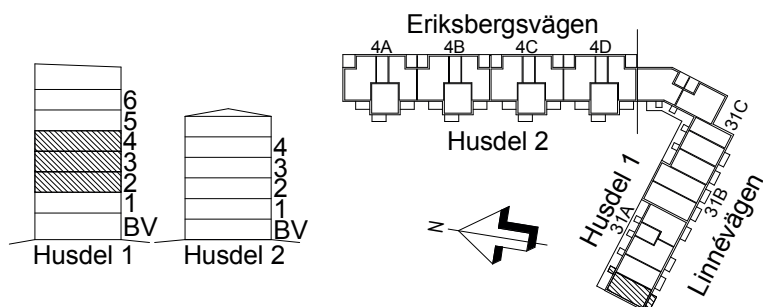 6
5
4
3
2
1
BV
Husdel 1
4
3
2
1
BV
Husdel 2
Eriksbergsvägen
4A 4B 4C 4D
Husdel 2
31C
Husdel 1
31A
31B
Linnévägen
N